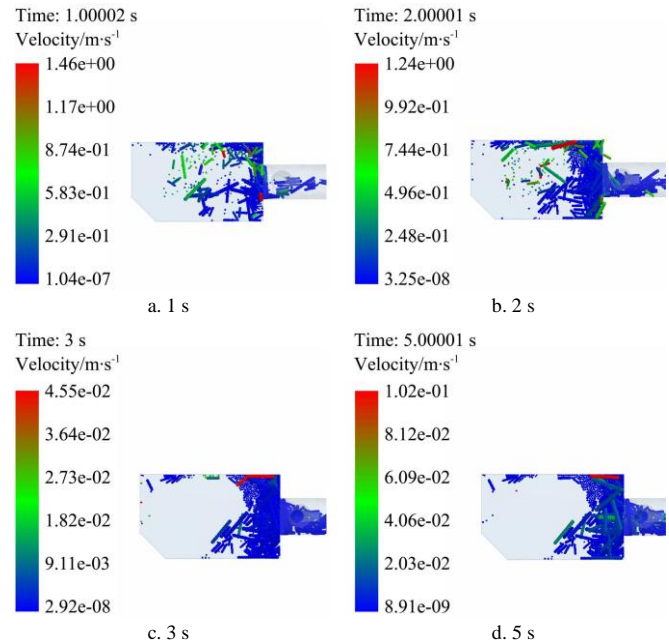 Time: 1.00002 s
Velocity/m·s⁻¹
1.46e+00
1.17e+00
8.74e-01
5.83e-01
2.91e-01
1.04e-07
a. 1 s
Time: 2.00001 s
Velocity/m·s⁻¹
1.24e+00
9.92e-01
7.44e-01
4.96e-01
2.48e-01
3.25e-08
b. 2 s
Time: 3 s
Velocity/m·s⁻¹
4.55e-02
3.64e-02
2.73e-02
1.82e-02
9.11e-03
2.92e-08
c. 3 s
Time: 5.00001 s
Velocity/m·s⁻¹
1.02e-01
8.12e-02
6.09e-02
4.06e-02
2.03e-02
8.91e-09
d. 5 s